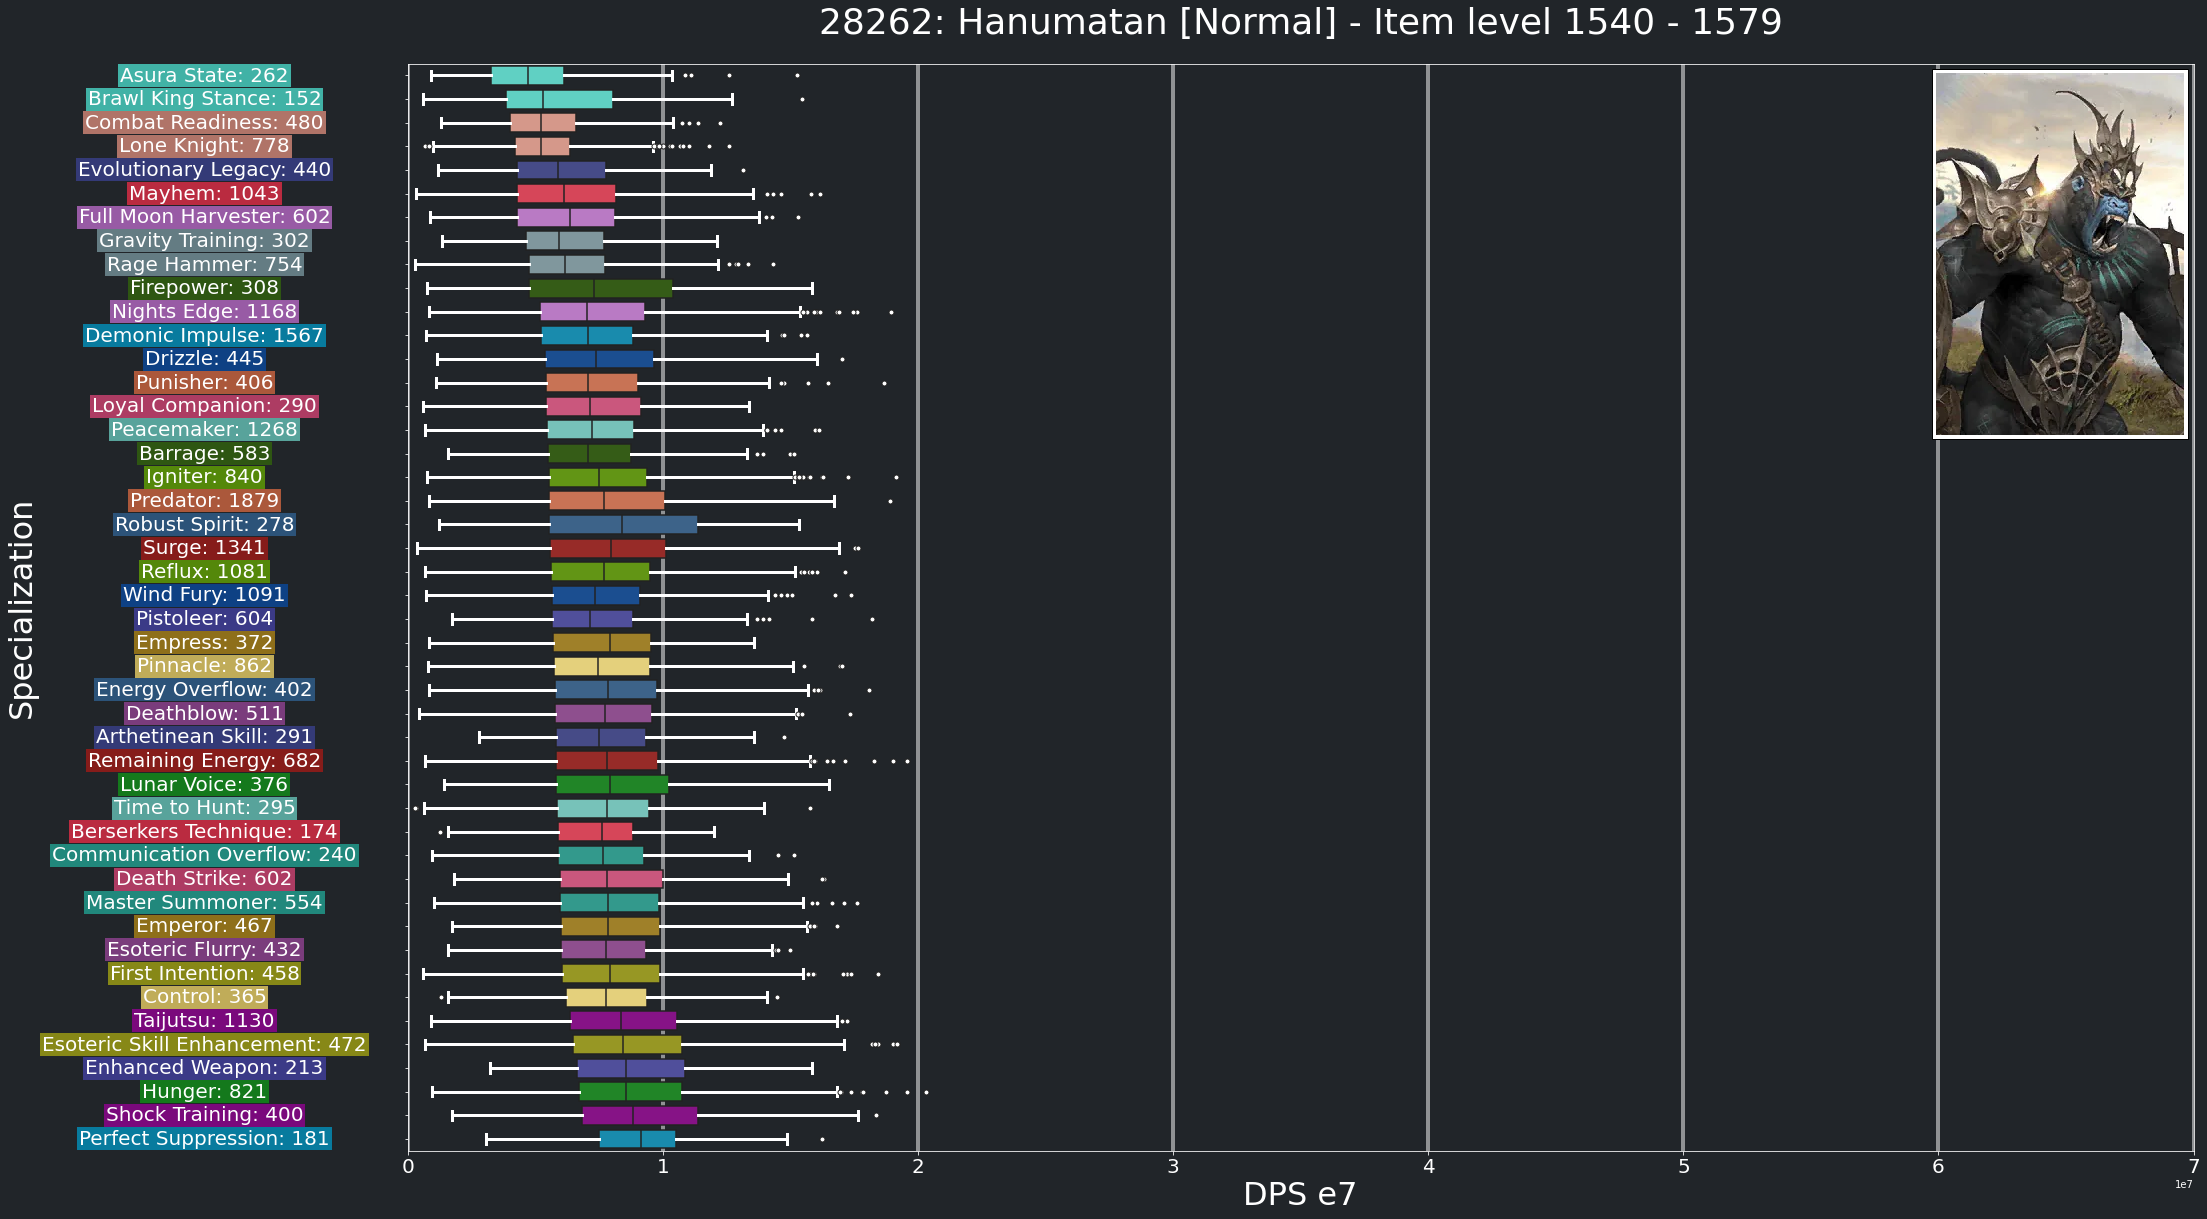 28262: Hanumatan [Normal] - Item level 1540 - 1579
Specialization
Asura State: 262
Brawl King Stance: 152
Combat Readiness: 480
Lone Knight: 778
Evolutionary Legacy: 440
Mayhem: 1043
Full Moon Harvester: 602
Gravity Training: 302
Rage Hammer: 754
Firepower: 308
Nights Edge: 1168
Demonic Impulse: 1567
Drizzle: 445
Punisher: 406
Loyal Companion: 290
Peacemaker: 1268
Barrage: 583
Igniter: 840
Predator: 1879
Robust Spirit: 278
Surge: 1341
Reflux: 1081
Wind Fury: 1091
Pistoleer: 604
Empress: 372
Pinnacle: 862
Energy Overflow: 402
Deathblow: 511
Arthetinean Skill: 291
Remaining Energy: 682
Lunar Voice: 376
Time to Hunt: 295
Berserkers Technique: 174
Communication Overflow: 240
Death Strike: 602
Master Summoner: 554
Emperor: 467
Esoteric Flurry: 432
First Intention: 458
Control: 365
Taijutsu: 1130
Esoteric Skill Enhancement: 472
Enhanced Weapon: 213
Hunger: 821
Shock Training: 400
Perfect Suppression: 181
0 1 2 3 4 5 6 7
DPS e7
1e7